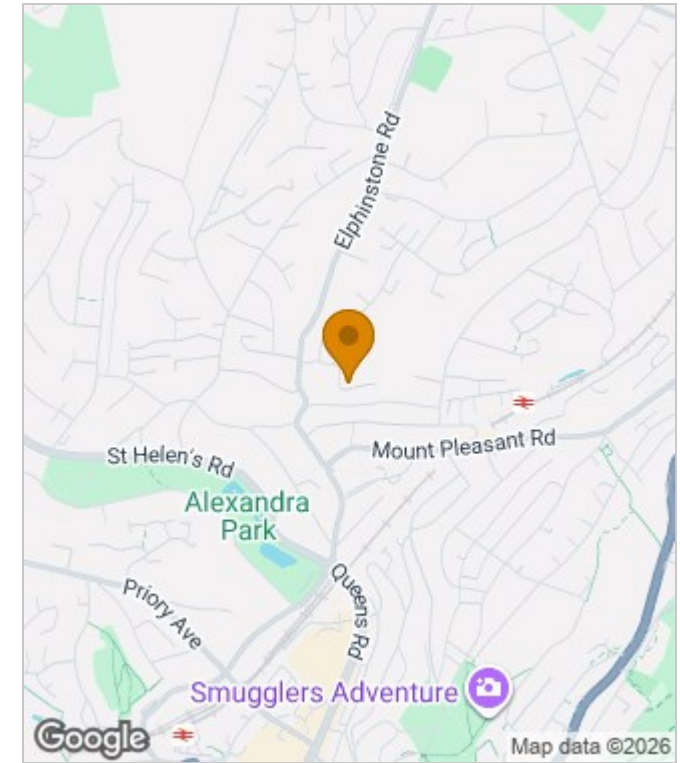 Elphinstone Rd
St Helen's Rd
Mount Pleasant Rd
Alexandra
Park
Priory Ave
Queens Rd
Smugglers Adventure
Google
Map data ©2026